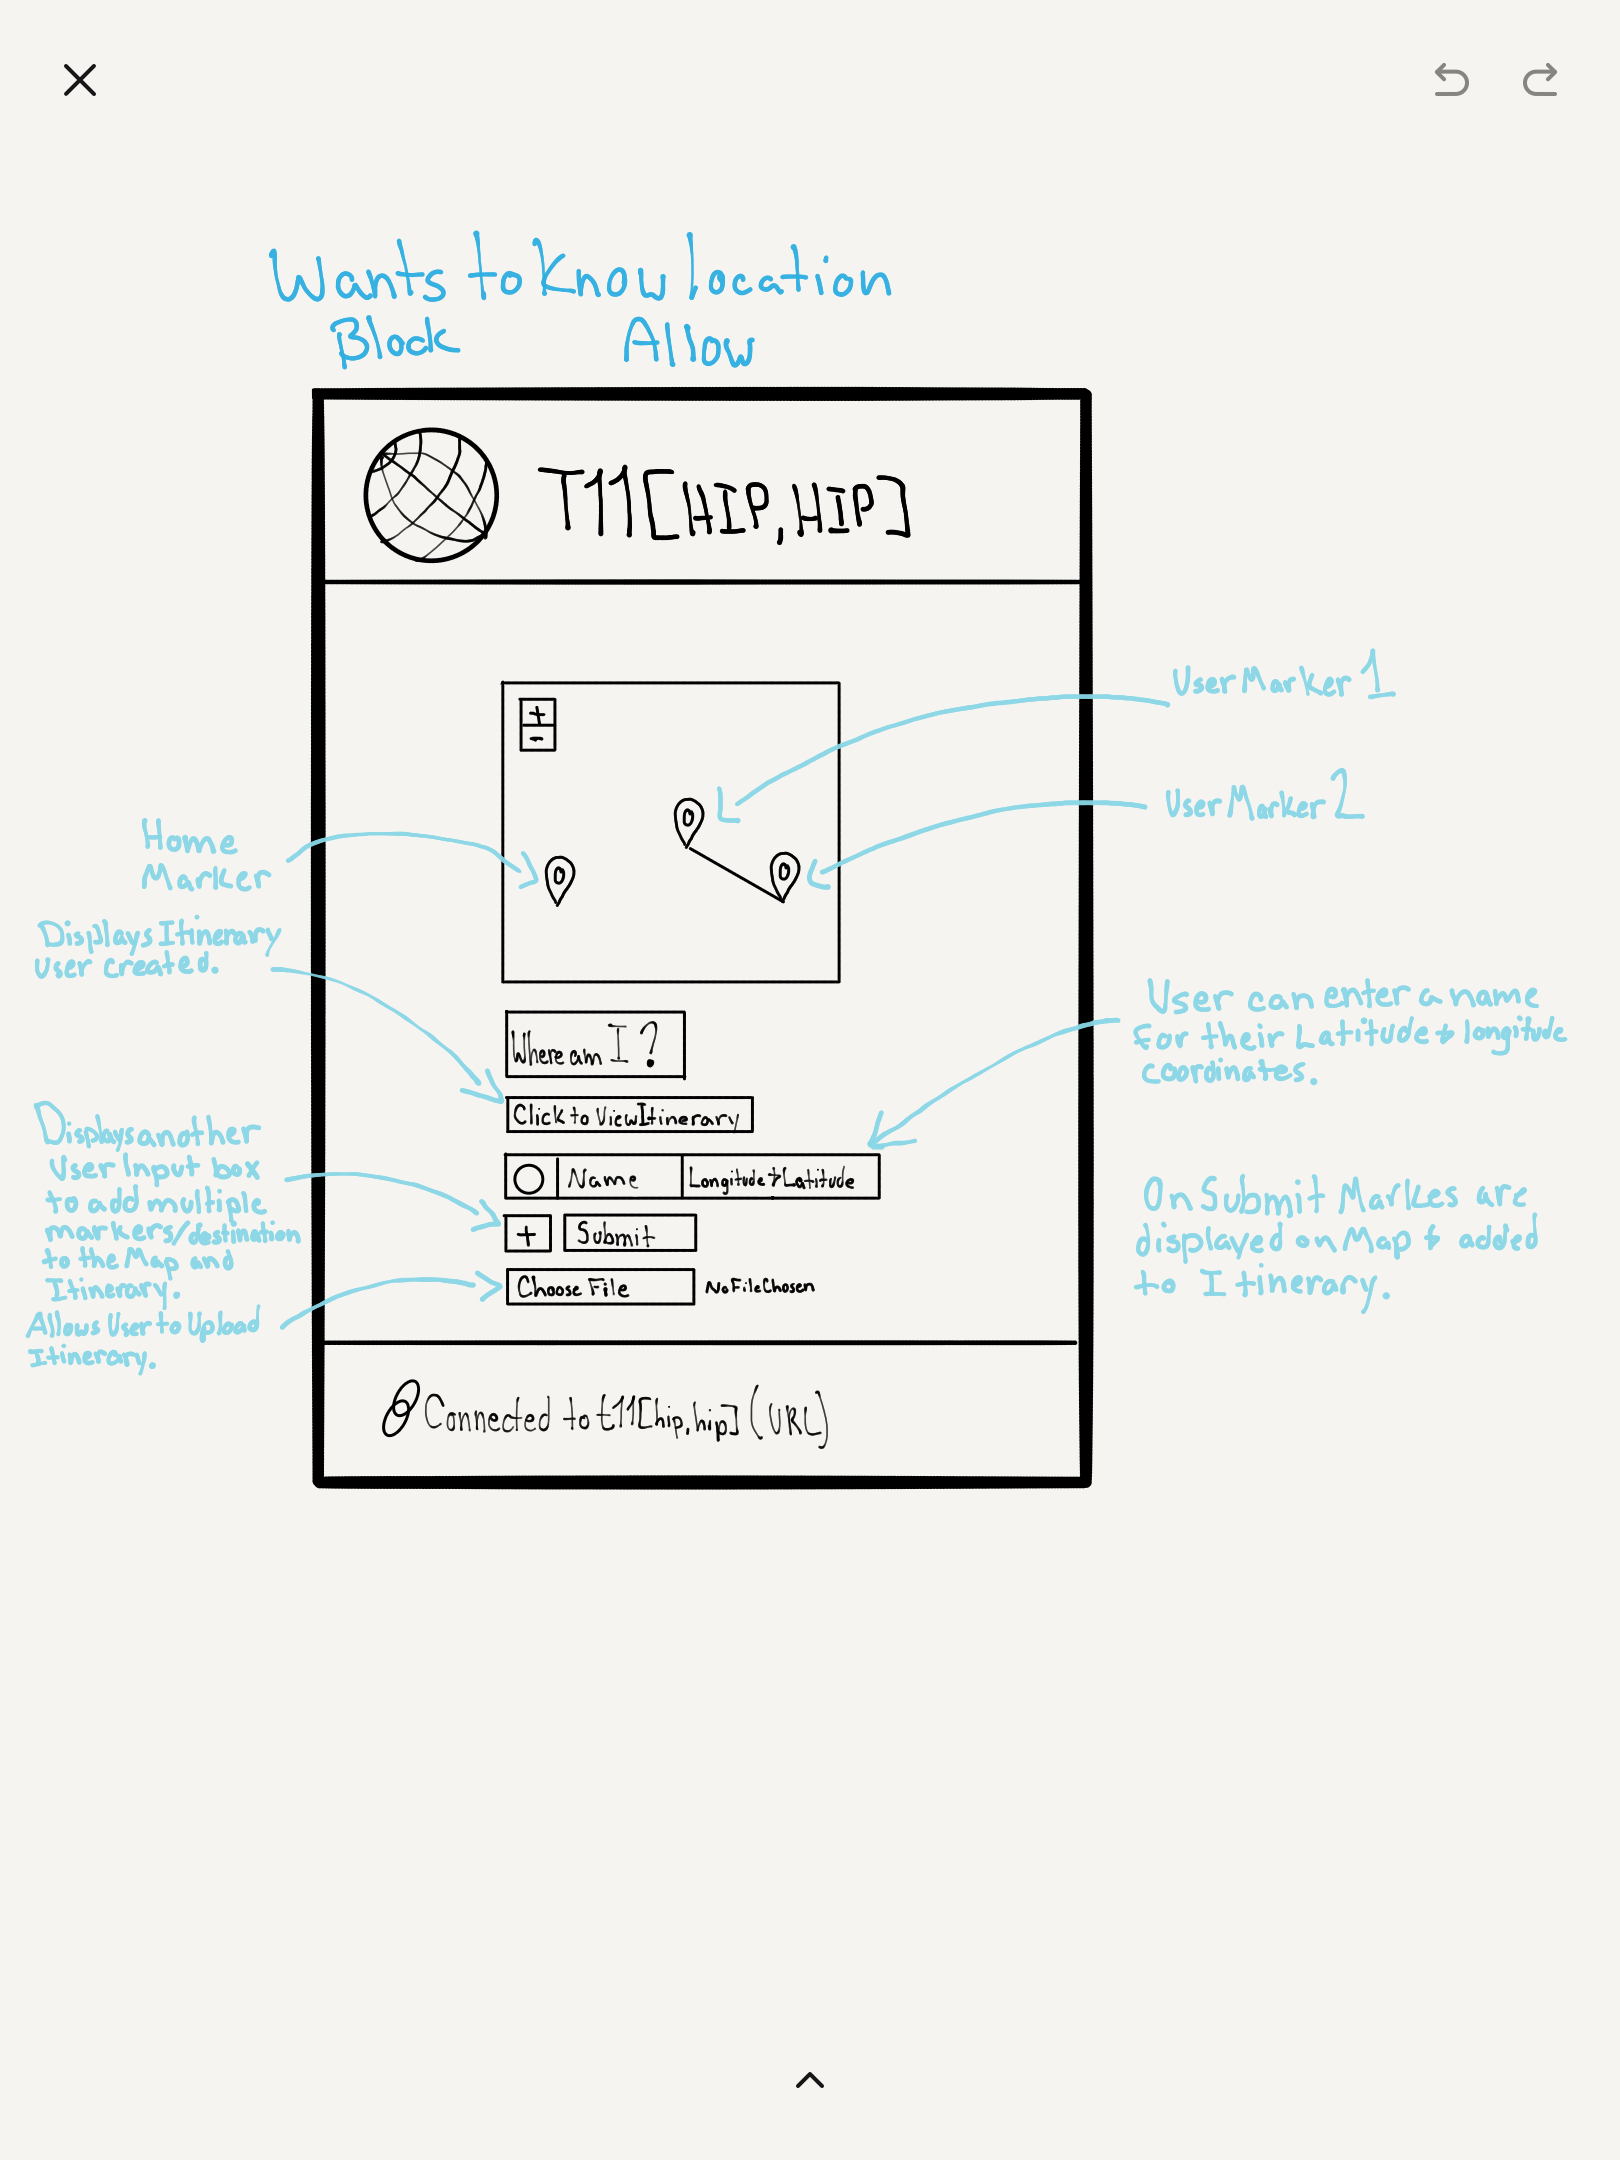 Wants to Know location
Block Allow
T11[HIP, HIP]
+
-
User Marker 1
User Marker 2
Home
Marker
Displays Itinerary
User created.
Where am I?
Click to View Itinerary
Name Longitude & Latitude
+ Submit
Choose File No File Chosen
User can enter a name
For their Latitude & longitude
coordinates.
Displays another
User Input box
to add multiple
markers/destination
to the Map and
Itinerary.
Allows User to Upload
Itinerary.
On Submit Markes are
displayed on Map & added
to Itinerary.
Connected to t11[hip, hip] (URL)